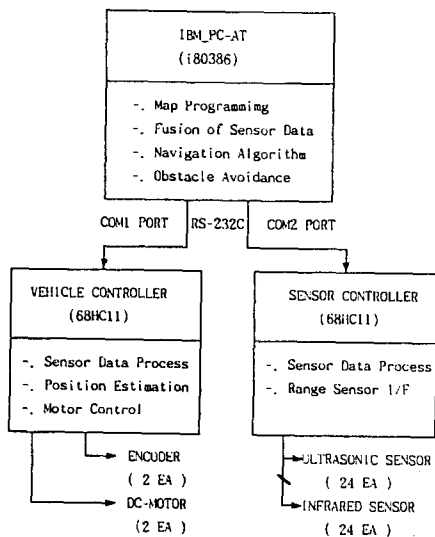 IBM_PC-AT
(i80386)
-. Map Programmimg
-. Fusion of Sensor Data
-. Navigation Algorithm
-. Obstacle Avoidance
COM1 PORT RS-232C COM2 PORT
VEHICLE CONTROLLER
(68HC11)
-. Sensor Data Process
-. Position Estimation
-. Motor Control
SENSOR CONTROLLER
(68HC11)
-. Sensor Data Process
-. Range Sensor I/F
ENCODER
( 2 EA )
DC-MOTOR
(2 EA )
ULTRASONIC SENSOR
( 24 EA )
INFRARED SENSOR
( 24 EA )